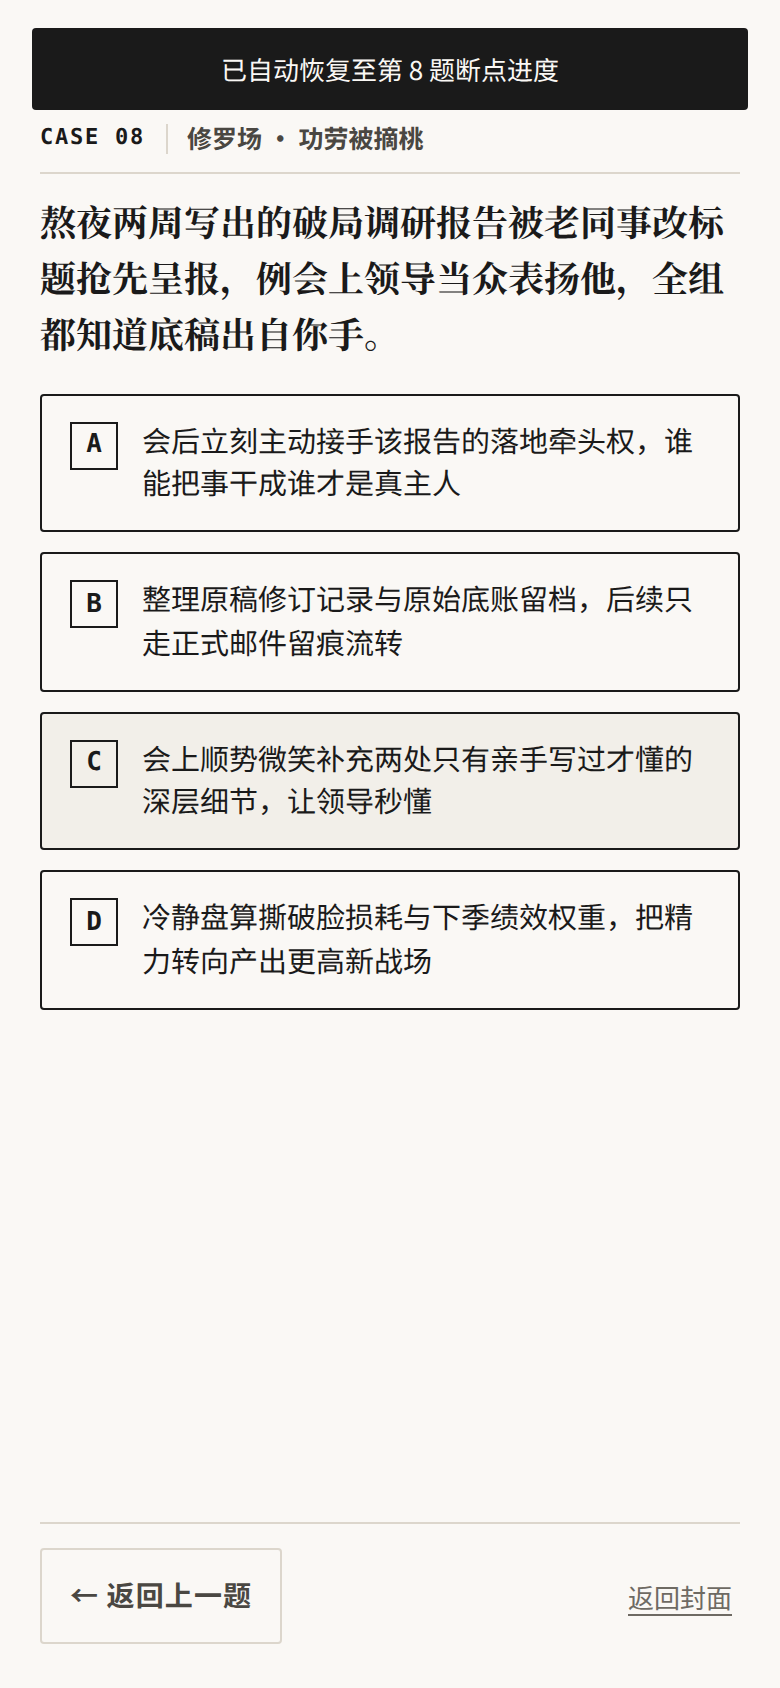 已自动恢复至第 8 题断点进度
CASE 08 修罗场 • 功劳被摘桃
熬夜两周写出的破局调研报告被老同事改标
题抢先呈报，例会上领导当众表扬他，全组
都知道底稿出自你手。
A 会后立刻主动接手该报告的落地牵头权，谁
能把事干成谁才是真主人
B 整理原稿修订记录与原始底账留档，后续只
走正式邮件留痕流转
C 会上顺势微笑补充两处只有亲手写过才懂的
深层细节，让领导秒懂
D 冷静盘算撕破脸损耗与下季绩效权重，把精
力转向产出更高新战场
← 返回上一题
返回封面